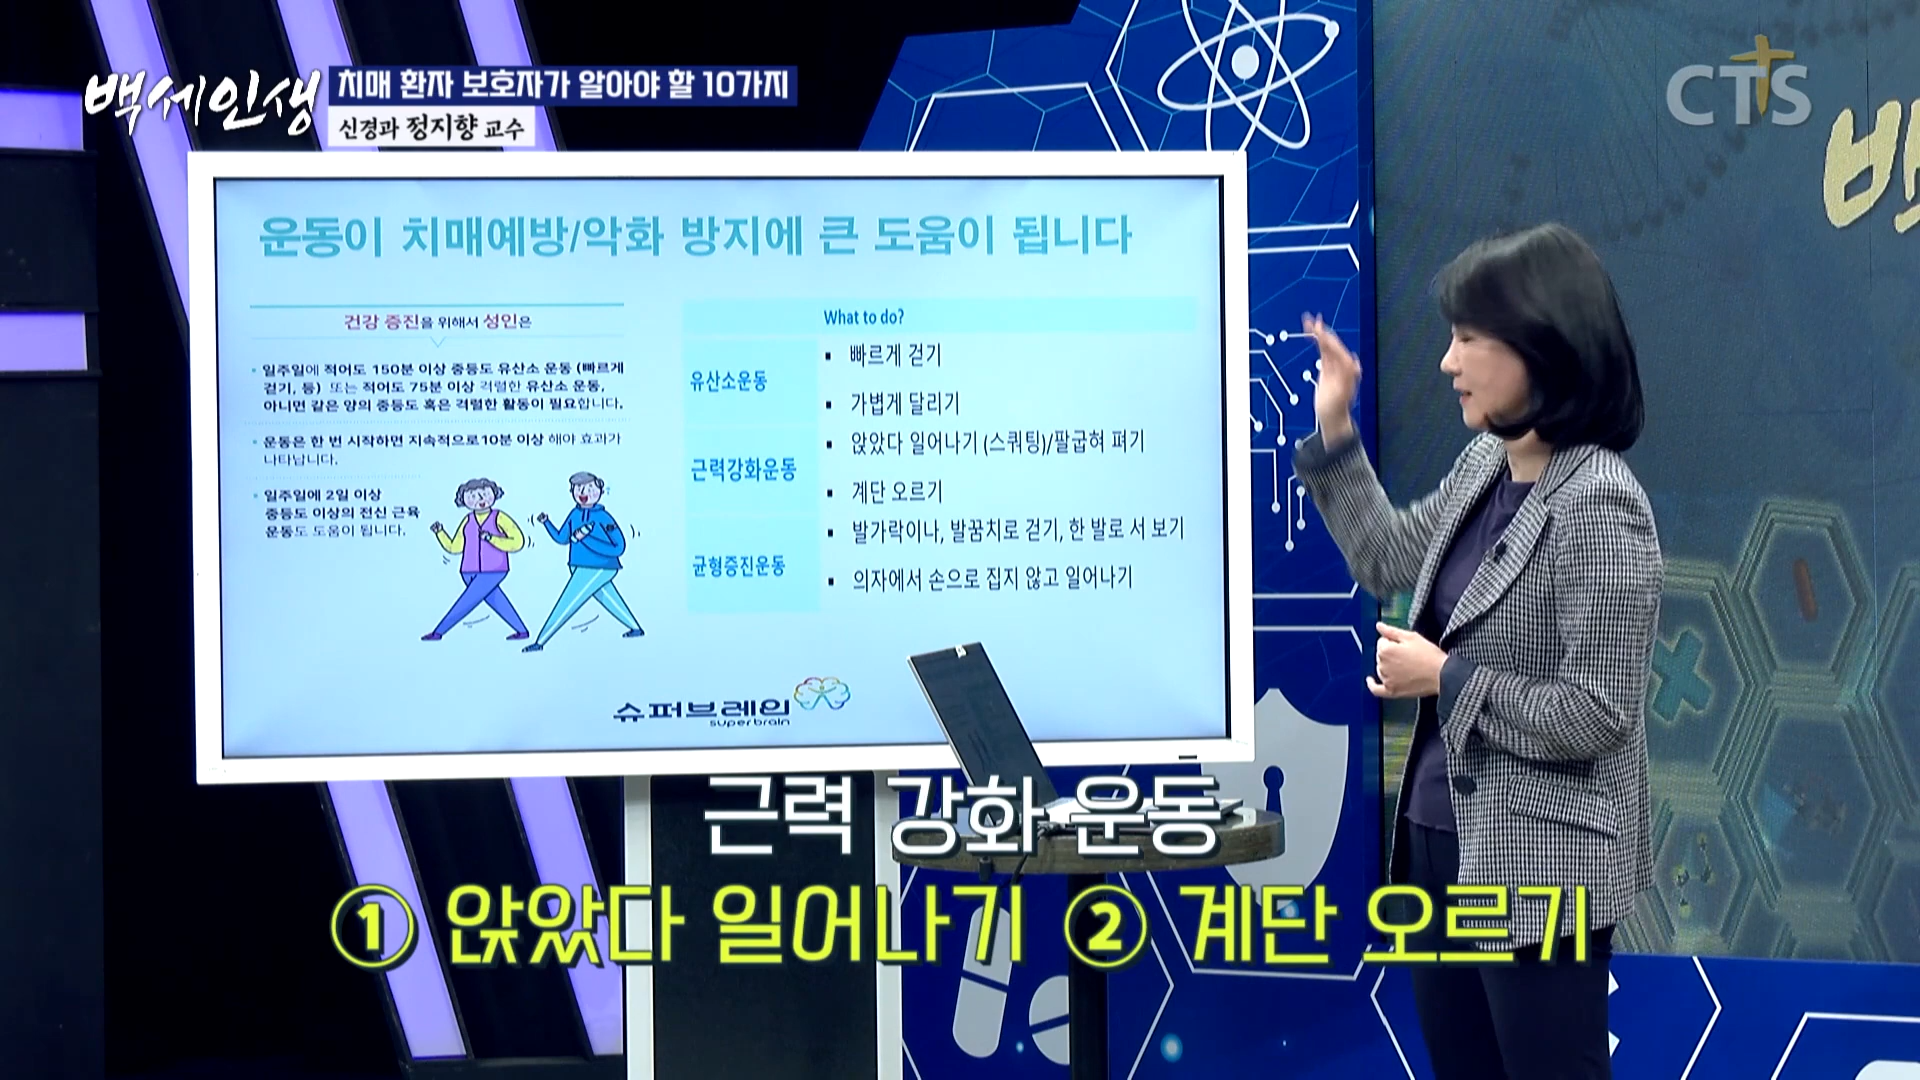 백세인생
치매 환자 보호자가 알아야 할 10가지
신경과 정지향 교수
CTS
백
운동이 치매예방/악화 방지에 큰 도움이 됩니다
건강 증진을 위해서 성인은
• 일주일에 적어도 150분 이상 중등도 유산소 운동 (빠르게
걷기, 등) 또는 적어도 75분 이상 격렬한 유산소 운동,
아니면 같은 양의 중등도 혹은 격렬한 활동이 필요합니다.
• 운동은 한 번 시작하면 지속적으로10분 이상 해야 효과가
나타납니다.
• 일주일에 2일 이상
중등도 이상의 전신 근육
운동도 도움이 됩니다.
What to do?
유산소운동
▪ 빠르게 걷기
▪ 가볍게 달리기
근력강화운동
▪ 앉았다 일어나기 (스쿼팅)/팔굽혀 펴기
▪ 계단 오르기
균형증진운동
▪ 발가락이나, 발꿈치로 걷기, 한 발로 서 보기
▪ 의자에서 손으로 집지 않고 일어나기
슈퍼브레인
superbrain
근력 강화 운동
① 앉았다 일어나기 ② 계단 오르기